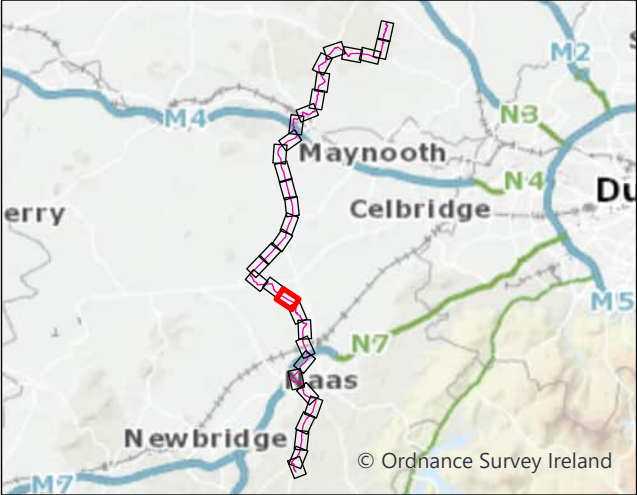 M2
N3
M4
Maynooth
N4
Celbridge
Du
erry
M5
N7
Naas
Newbridge
© Ordnance Survey Ireland
M7